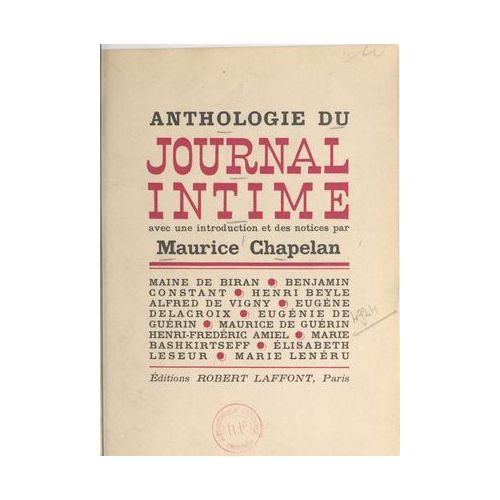 ANTHOLOGIE DU
JOURNAL
INTIME
avec une introduction et des notices par
Maurice Chapelan
MAINE DE BIRAN ● BENJAMIN
CONSTANT ● HENRI BEYLE
ALFRED DE VIGNY ● EUGÈNE
DELACROIX ● EUGÉNIE DE
GUÉRIN ● MAURICE DE GUÉRIN
HENRI-FREDÉRIC AMIEL ● MARIE
BASHKIRTSEFF ● ÉLISABETH
LESEUR ● MARIE LENÉRU
Éditions ROBERT LAFFONT, Paris